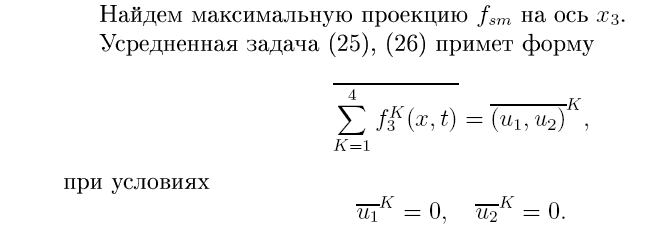 Найдем максимальную проекцию $f_{sm}$ на ось $x_3$.
Усредненная задача (25), (26) примет форму
$\overline{\sum_{K=1}^{4} f_3^K(x,t)} = \overline{(u_1, u_2)}^K,$
при условиях
$\overline{u_1}^K = 0, \quad \overline{u_2}^K = 0.$